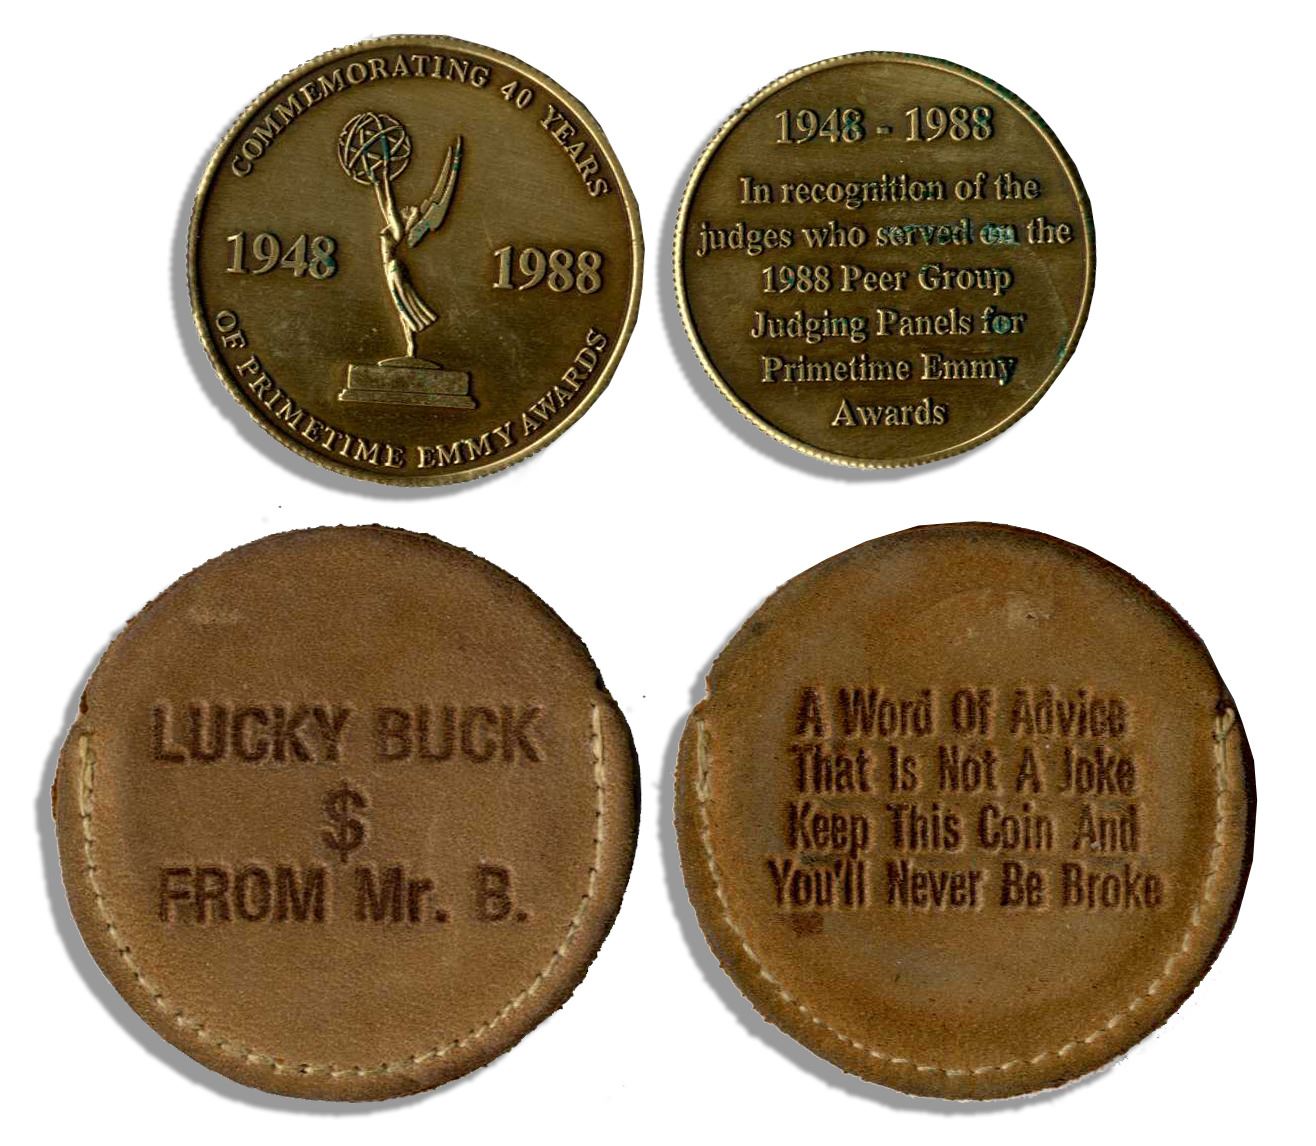 COMMEMORATING 40 YEARS
1948 1988
OF PRIMETIME EMMY AWARDS
1948 - 1988
In recognition of the
judges who served on the
1988 Peer Group
Judging Panels for
Primetime Emmy
Awards
LUCKY BUCK
$
FROM Mr. B.
A Word Of Advice
That Is Not A Joke
Keep This Coin And
You'll Never Be Broke